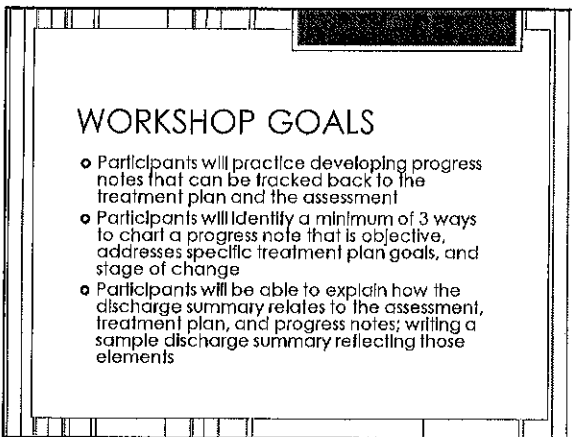 WORKSHOP GOALS
Participants will practice developing progress
notes that can be tracked back to the
treatment plan and the assessment
Participants will identify a minimum of 3 ways
to chart a progress note that is objective,
addresses specific treatment plan goals, and
stage of change
Participants will be able to explain how the
discharge summary relates to the assessment,
treatment plan, and progress notes; writing a
sample discharge summary reflecting those
elements